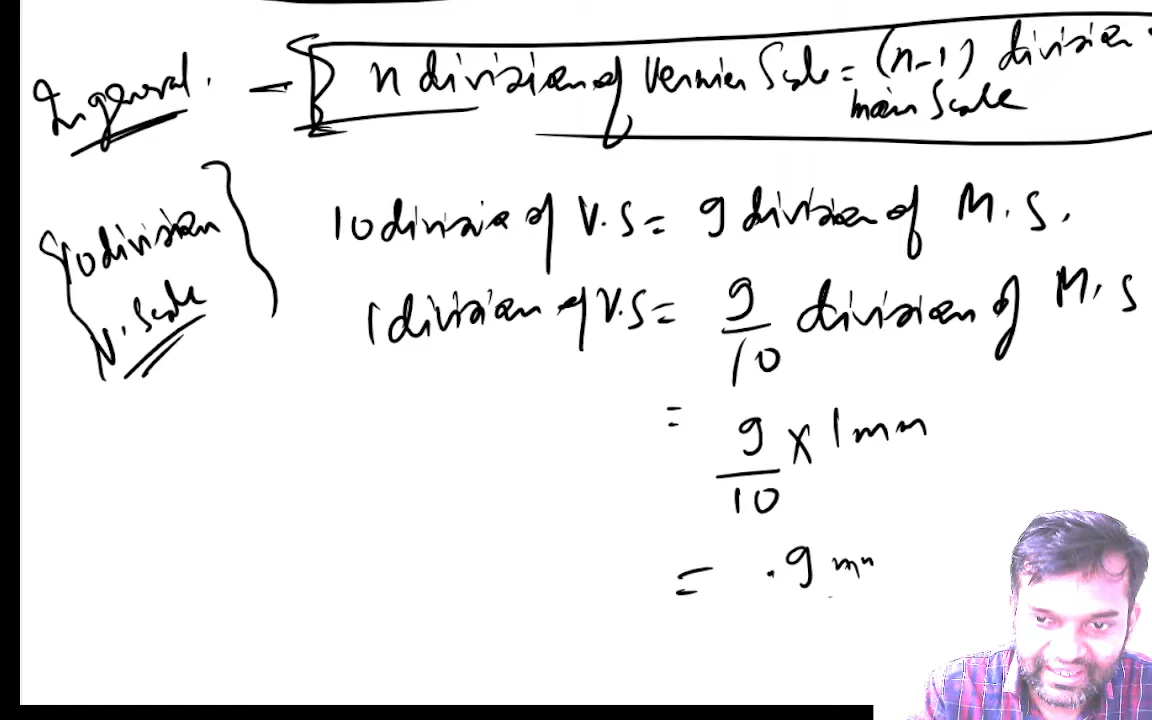 In general. - n division of Vernier Scale = (n-1) division
main Scale
10 division
V. Scale
10 divisio of V.S = 9 division of M.S.
1 division of V.S = 9/10 division of M.S
= 9/10 × 1mm
= .9 mm